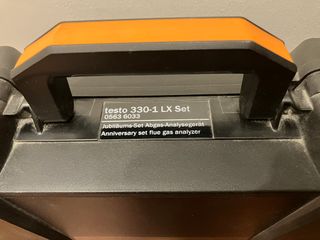 testo 330-1 LX Set
0563 6033
Jubiläums-Set Abgas-Analysegerät
Anniversary set flue gas analyzer